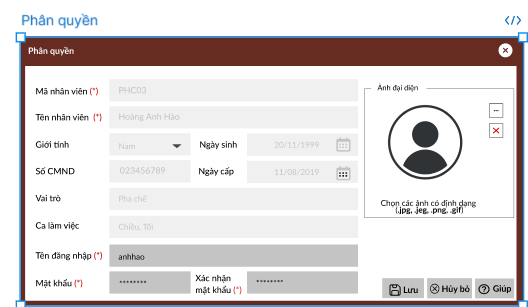 Phân quyền
</>
Phân quyền
Mã nhân viên (*) PHC03
Ảnh đại diện
...
Tên nhân viên (*) Hoàng Anh Hào
Giới tính Nam Ngày sinh 20/11/1999
Số CMND 023456789 Ngày cấp 11/08/2019
Vai trò Pha chế
Chọn các ảnh có định dạng
(.jpg, .jeg, .png, .gif)
Ca làm việc Chiều, Tối
Tên đăng nhập (*) anhhao
Mật khẩu (*) ******** Xác nhận mật khẩu (*) ********
Lưu Hủy bỏ Giúp